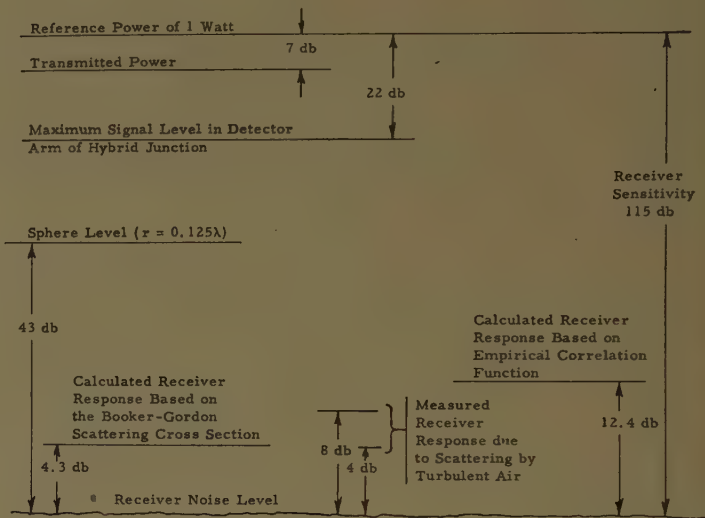 Reference Power of 1 Watt
7 db
Transmitted Power
22 db
Maximum Signal Level in Detector
Arm of Hybrid Junction
Receiver
Sensitivity
115 db
Sphere Level (r = 0.125λ)
43 db
Calculated Receiver
Response Based on
Empirical Correlation
Function
12.4 db
Calculated Receiver
Response Based on
the Booker-Gordon
Scattering Cross Section
4.3 db
8 db
4 db
Measured
Receiver
Response due
to Scattering by
Turbulent Air
Receiver Noise Level